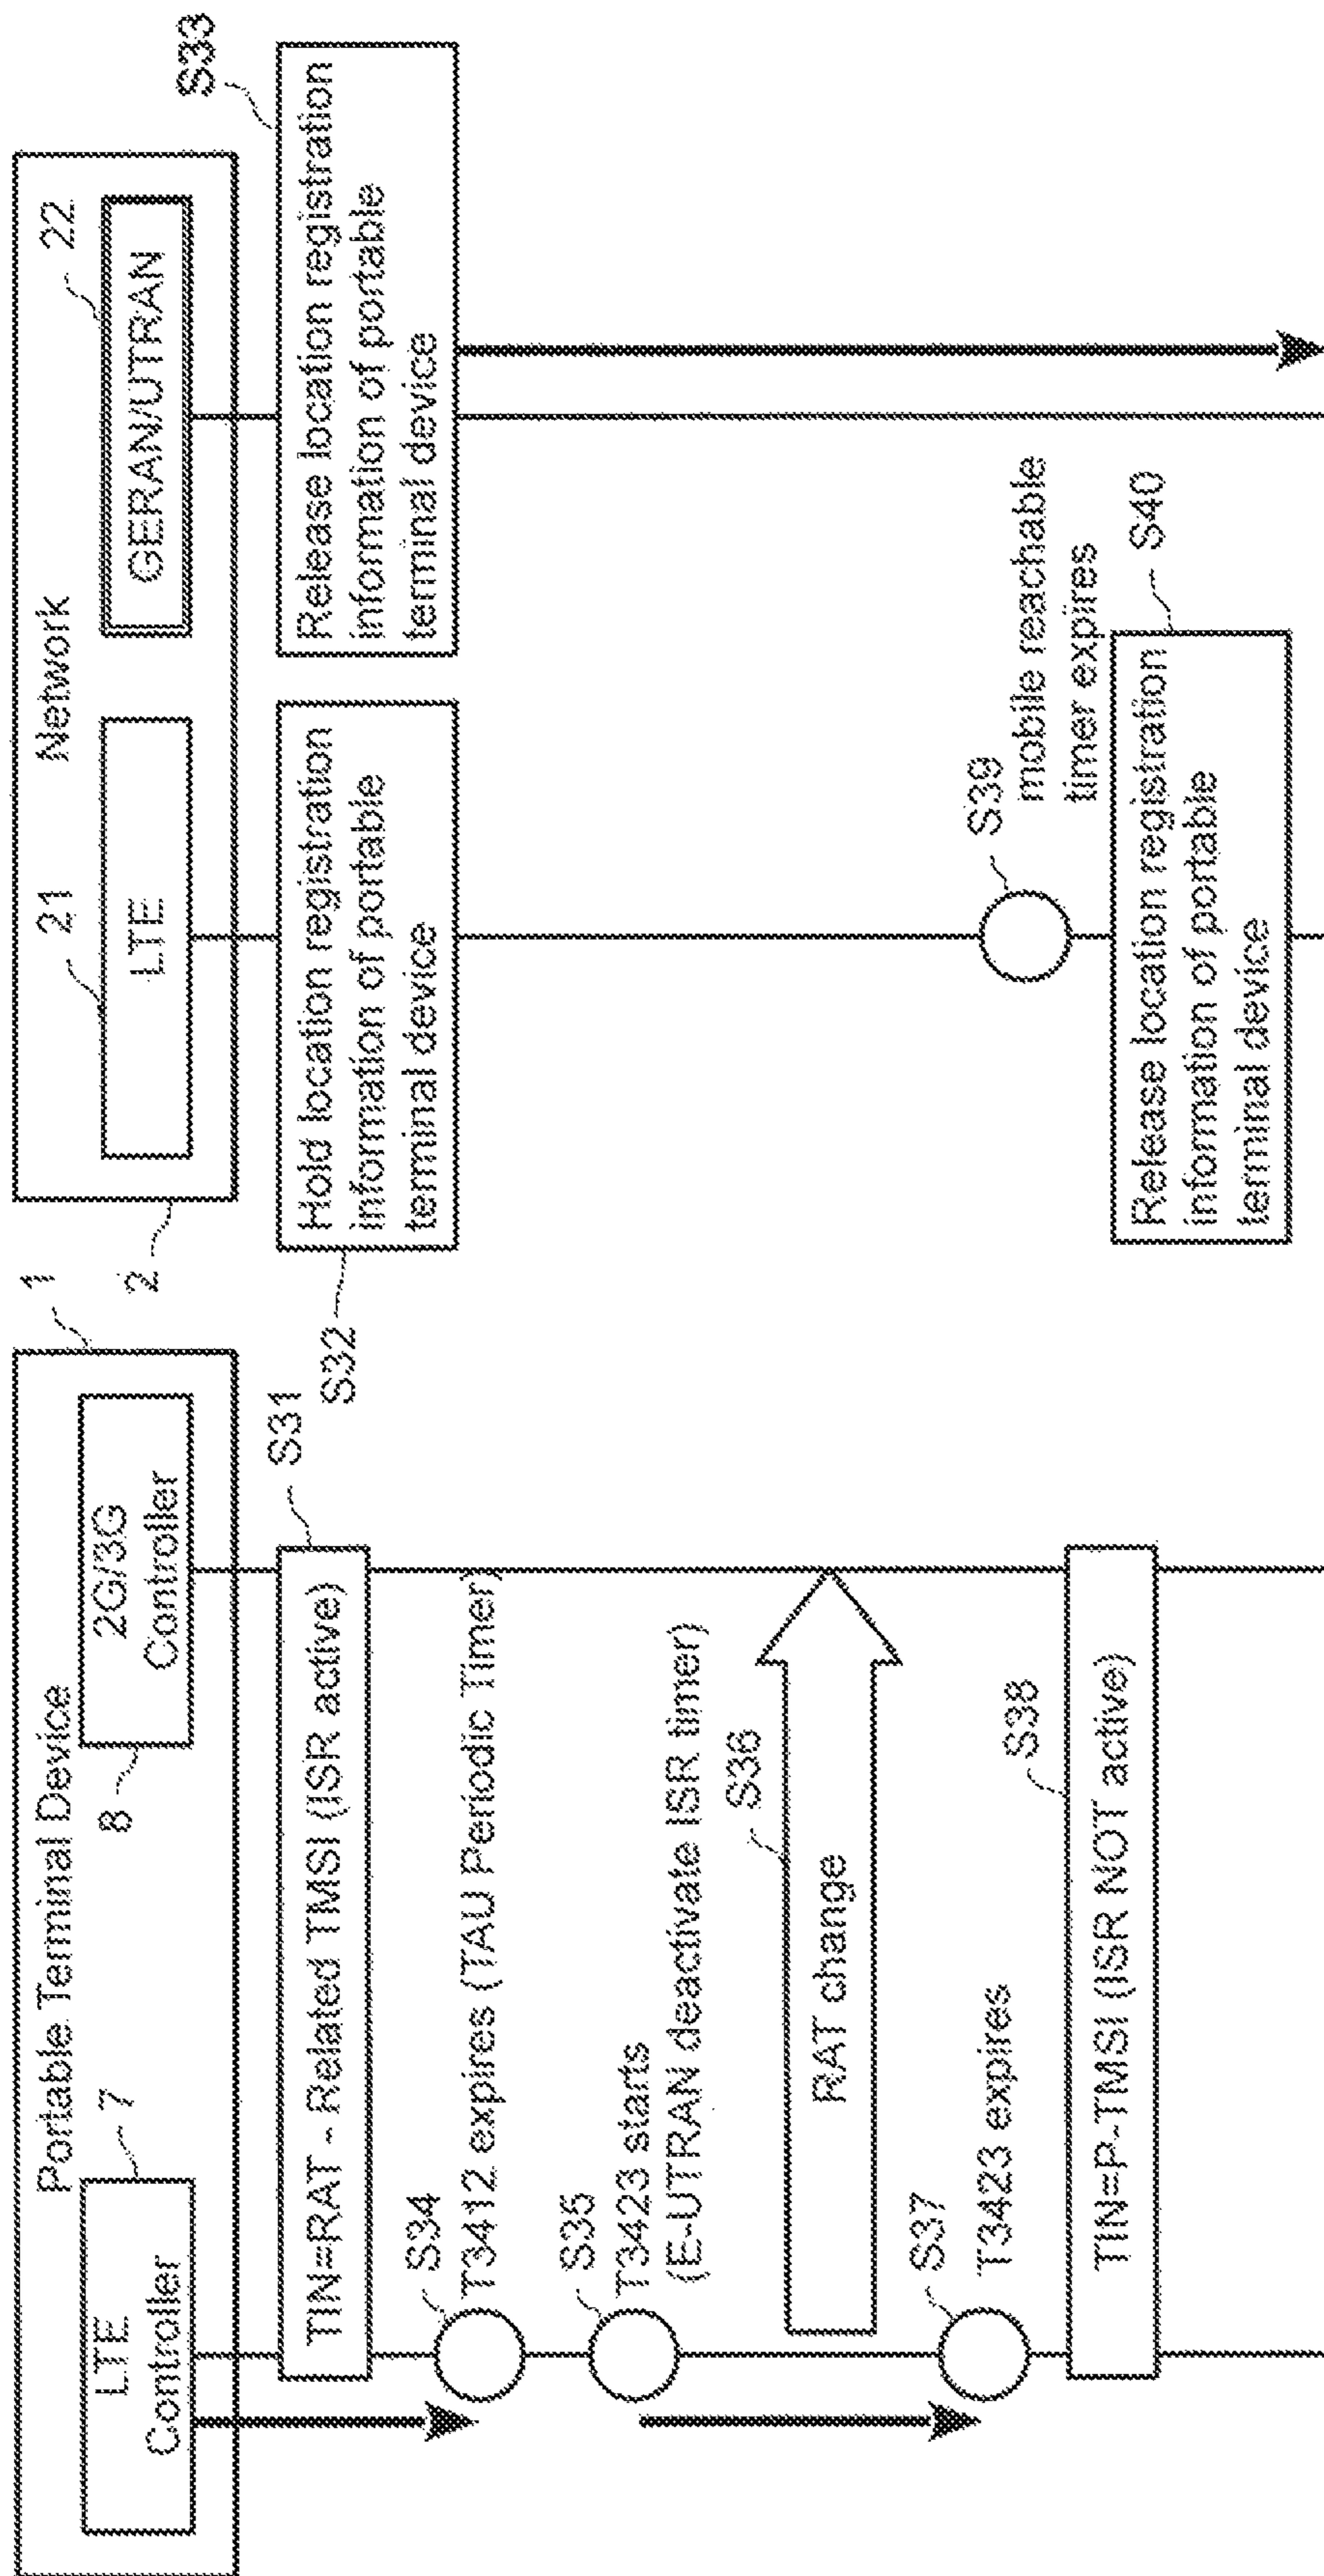 Portable Terminal Device
1
LTE
Controller
7
2G/3G
Controller
8
Network
2
LTE
21
GERAN/UTRAN
22
TIN=RAT - Related TMSI (ISR active)
S31
Hold location registration
information of portable
terminal device
S32
Release location registration
information of portable
terminal device
S33
S34
T3412 expires (TAU Periodic Timer)
S35
T3423 starts
(E-UTRAN deactivate ISR timer)
RAT change
S36
S37
T3423 expires
S39
mobile reachable
timer expires
TIN=P-TMSI (ISR NOT active)
S38
Release location registration
information of portable
terminal device
S40